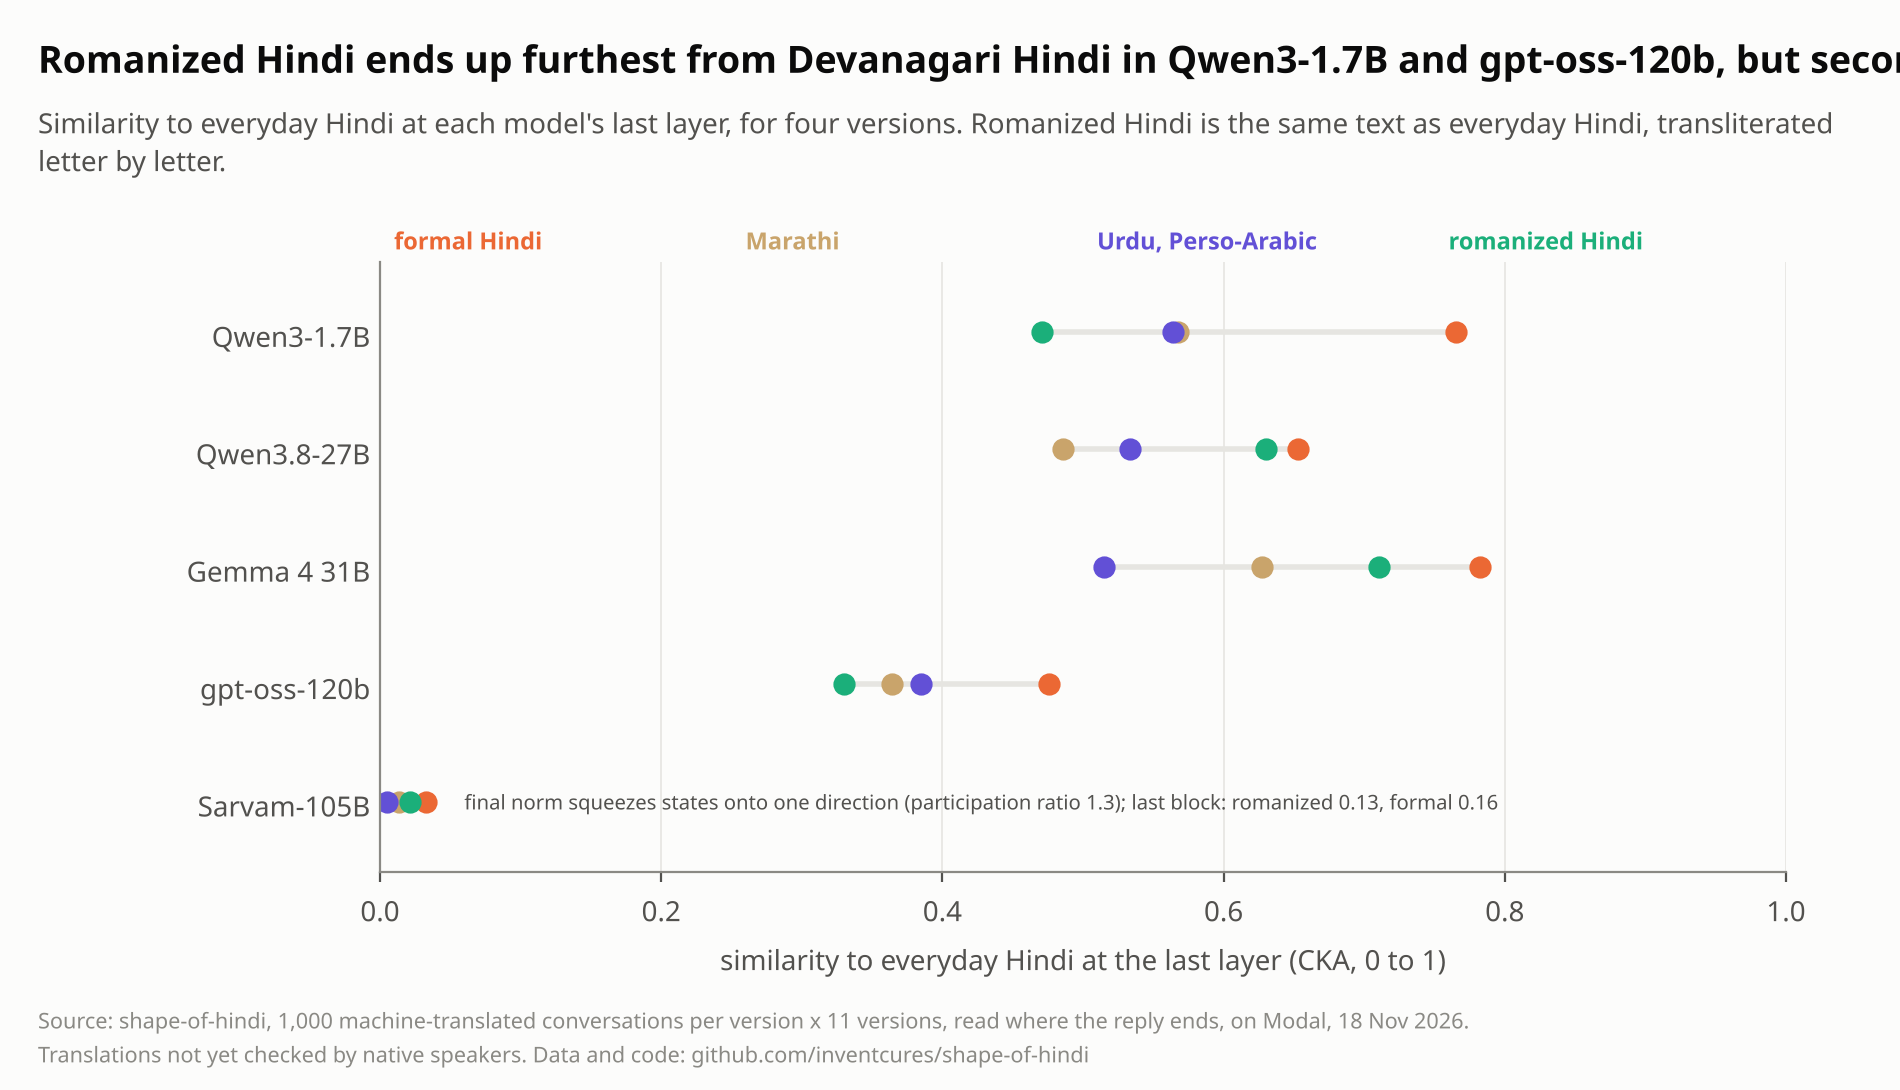 Romanized Hindi ends up furthest from Devanagari Hindi in Qwen3-1.7B and gpt-oss-120b, but
Similarity to everyday Hindi at each model's last layer, for four versions. Romanized Hindi is the same text as everyday Hindi, transliterated
letter by letter.
formal Hindi Marathi Urdu, Perso-Arabic romanized Hindi
Qwen3-1.7B
Qwen3.8-27B
Gemma 4 31B
gpt-oss-120b
Sarvam-105B final norm squeezes states onto one direction (participation ratio 1.3); last block: romanized 0.13, formal 0.16
0.0 0.2 0.4 0.6 0.8 1.0
similarity to everyday Hindi at the last layer (CKA, 0 to 1)
Source: shape-of-hindi, 1,000 machine-translated conversations per version x 11 versions, read where the reply ends, on Modal, 18 Nov 2026.
Translations not yet checked by native speakers. Data and code: github.com/inventcures/shape-of-hindi